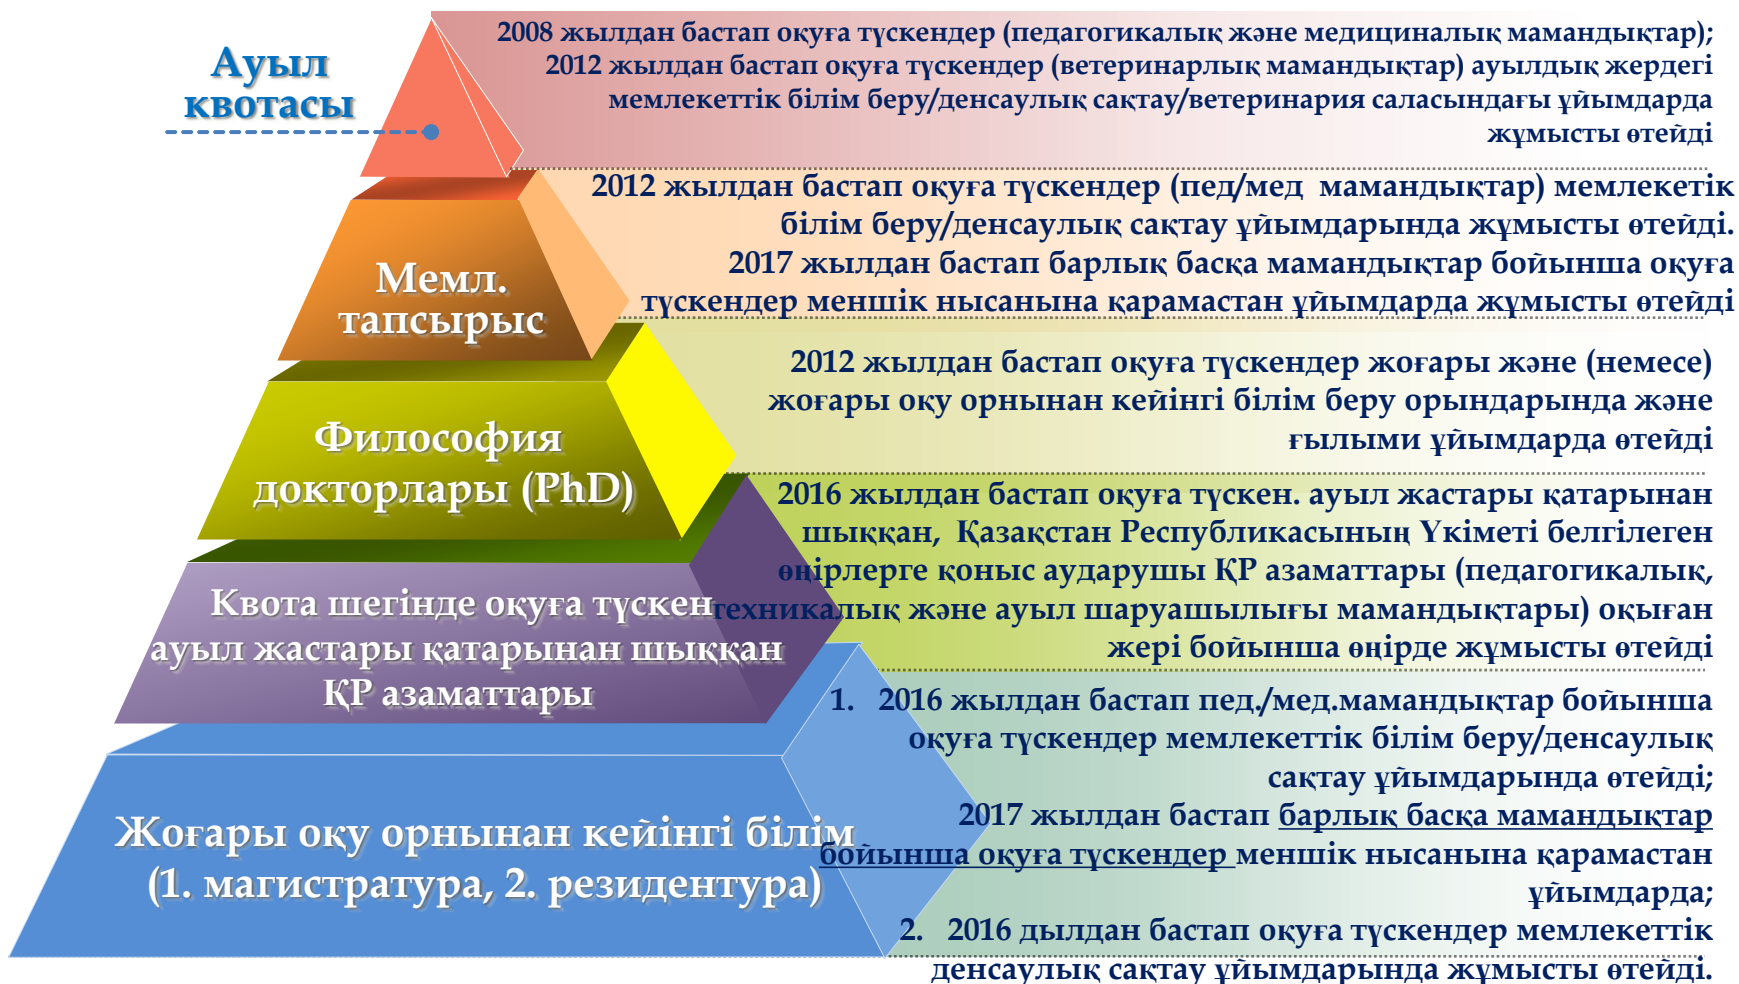 Ауыл
квотасы
2008 жылдан бастап оқуға түскендер (педагогикалық және медициналық мамандықтар);
2012 жылдан бастап оқуға түскендер (ветеринарлық мамандықтар) ауылдық жердегі
мемлекеттік білім беру/денсаулық сақтау/ветеринария саласындағы ұйымдарда
жұмысты өтейді
Мемл.
тапсырыс
2012 жылдан бастап оқуға түскендер (пед/мед мамандықтар) мемлекетік
білім беру/денсаулық сақтау ұйымдарында жұмысты өтейді.
2017 жылдан бастап барлық басқа мамандықтар бойынша оқуға
түскендер меншік нысанына қарамастан ұйымдарда жұмысты өтейді
Философия
докторлары (PhD)
2012 жылдан бастап оқуға түскендер жоғары және (немесе)
жоғары оқу орнынан кейінгі білім беру орындарында және
ғылыми ұйымдарда өтейді
Квота шегінде оқуға түскен
ауыл жастары қатарынан шыққан
ҚР азаматтары
2016 жылдан бастап оқуға түскен. ауыл жастары қатарынан
шыққан, Қазақстан Республикасының Үкіметі белгілеген
өңірлерге қоныс аударушы ҚР азаматтары (педагогикалық,
техникалық және ауыл шаруашылығы мамандықтары) оқыған
жері бойынша өңірде жұмысты өтейді
Жоғары оқу орнынан кейінгі білім
(1. магистратура, 2. резидентура)
1. 2016 жылдан бастап пед./мед.мамандықтар бойынша
оқуға түскендер мемлекеттік білім беру/денсаулық
сақтау ұйымдарында өтейді;
2017 жылдан бастап барлық басқа мамандықтар
бойынша оқуға түскендер меншік нысанына қарамастан
ұйымдарда;
2. 2016 дылдан бастап оқуға түскендер мемлекеттік
денсаулық сақтау ұйымдарында жұмысты өтейді.